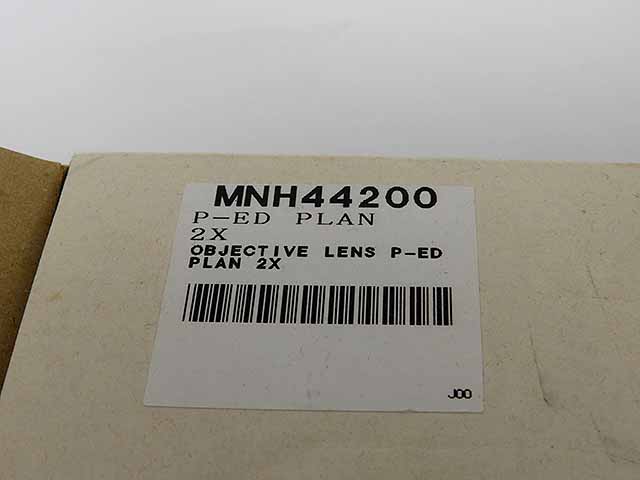 MNH44200
P-ED PLAN
2X
OBJECTIVE LENS P-ED
PLAN 2X
J00